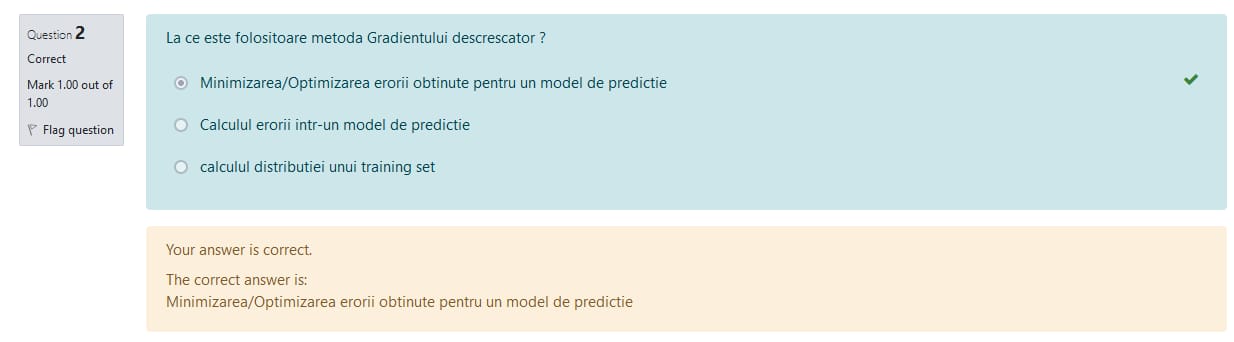 Question 2
Correct
Mark 1.00 out of
1.00
Flag question
La ce este folositoare metoda Gradientului descrescator ?
Minimizarea/Optimizarea erorii obtinute pentru un model de predictie
Calculul erorii intr-un model de predictie
calculul distributiei unui training set
Your answer is correct.
The correct answer is:
Minimizarea/Optimizarea erorii obtinute pentru un model de predictie